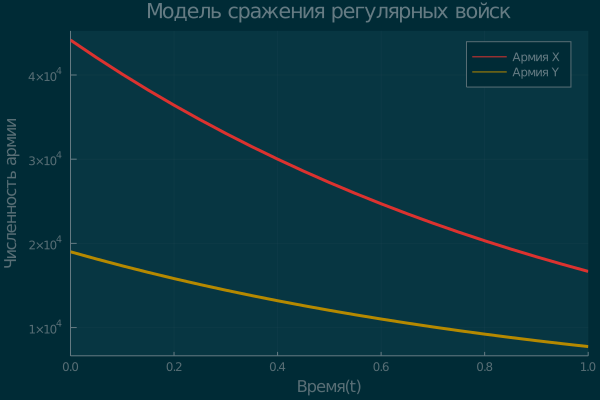 Модель сражения регулярных войск
Численность армии
4×10⁴
3×10⁴
2×10⁴
1×10⁴
Армия X
Армия Y
0.0 0.2 0.4 0.6 0.8 1.0
Время(t)